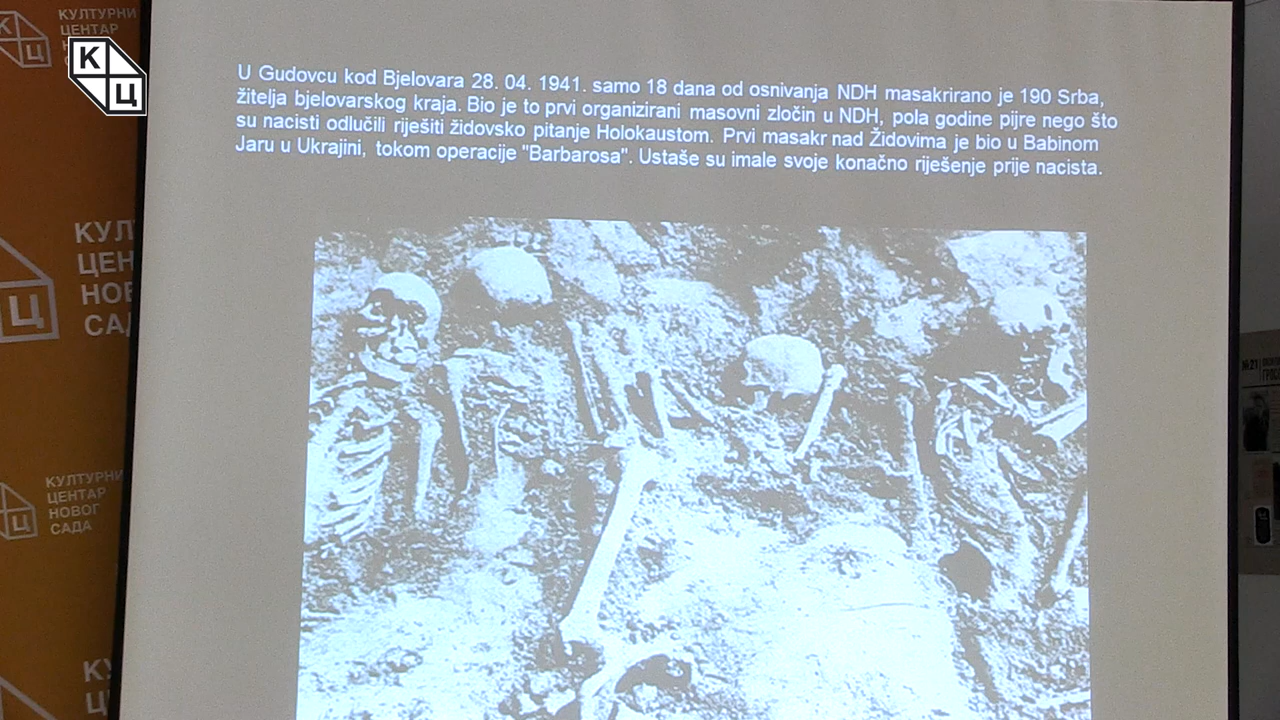 КУЛТУРНИ
ЦЕНТАР
К
Ц
U Gudovcu kod Bjelovara 28. 04. 1941. samo 18 dana od osnivanja NDH masakrirano je 190 Srba,
žitelja bjelovarskog kraja. Bio je to prvi organizirani masovni zločin u NDH, pola godine pijre nego što
su nacisti odlučili riješiti židovsko pitanje Holokaustom. Prvi masakr nad Židovima je bio u Babinom
Jaru u Ukrajini, tokom operacije "Barbarosa". Ustaše su imale svoje konačno riješenje prije nacista.
Ц
КУЛТУРНИ
ЦЕНТАР
НОВОГ
САДА
Ц
№21